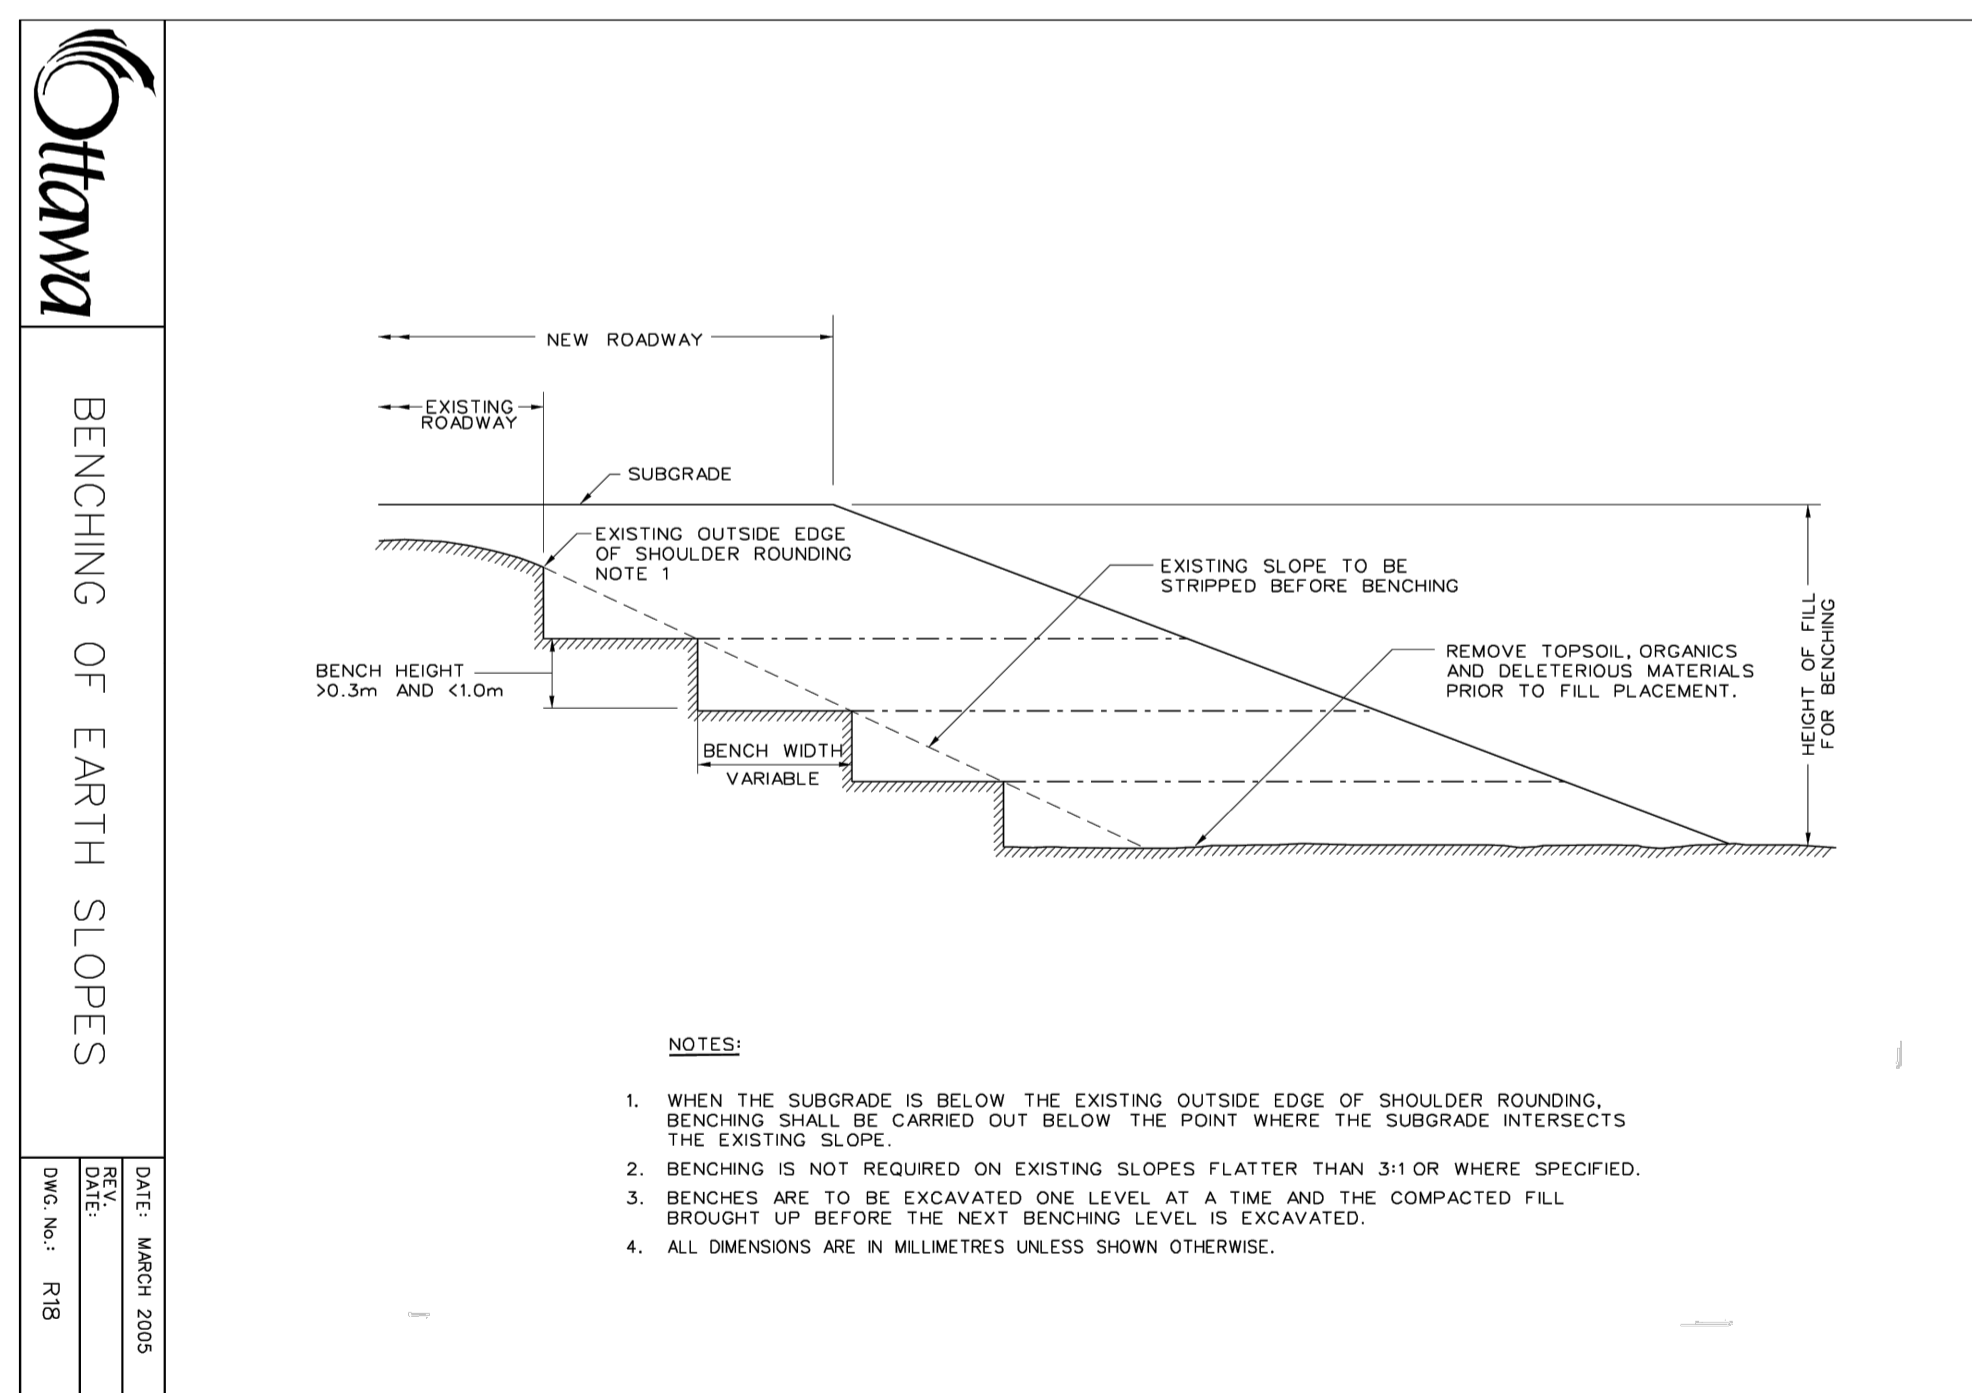 Ottawa
BENCHING OF EARTH SLOPES
DATE: MARCH 2005
REV.
DATE:
DWG. No.: R18
NEW ROADWAY
EXISTING
ROADWAY
SUBGRADE
EXISTING OUTSIDE EDGE
OF SHOULDER ROUNDING
NOTE 1
EXISTING SLOPE TO BE
STRIPPED BEFORE BENCHING
REMOVE TOPSOIL, ORGANICS
AND DELETERIOUS MATERIALS
PRIOR TO FILL PLACEMENT.
HEIGHT OF FILL
FOR BENCHING
BENCH HEIGHT
>0.3m AND <1.0m
BENCH WIDTH
VARIABLE
NOTES:
1. WHEN THE SUBGRADE IS BELOW THE EXISTING OUTSIDE EDGE OF SHOULDER ROUNDING,
BENCHING SHALL BE CARRIED OUT BELOW THE POINT WHERE THE SUBGRADE INTERSECTS
THE EXISTING SLOPE.
2. BENCHING IS NOT REQUIRED ON EXISTING SLOPES FLATTER THAN 3:1 OR WHERE SPECIFIED.
3. BENCHES ARE TO BE EXCAVATED ONE LEVEL AT A TIME AND THE COMPACTED FILL
BROUGHT UP BEFORE THE NEXT BENCHING LEVEL IS EXCAVATED.
4. ALL DIMENSIONS ARE IN MILLIMETRES UNLESS SHOWN OTHERWISE.